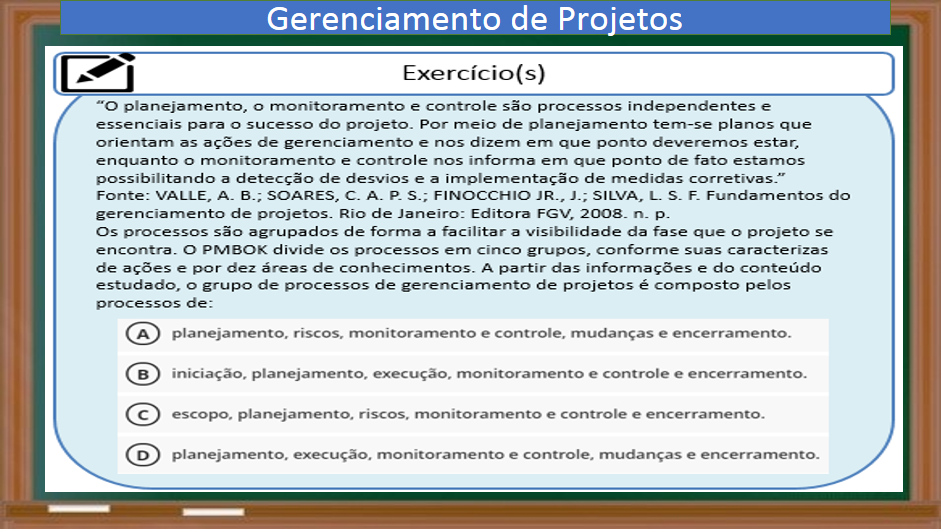 Gerenciamento de Projetos
Exercício(s)
“O planejamento, o monitoramento e controle são processos independentes e
essenciais para o sucesso do projeto. Por meio de planejamento tem-se planos que
orientam as ações de gerenciamento e nos dizem em que ponto deveremos estar,
enquanto o monitoramento e controle nos informa em que ponto de fato estamos
possibilitando a detecção de desvios e a implementação de medidas corretivas.”
Fonte: VALLE, A. B.; SOARES, C. A. P. S.; FINOCCHIO JR., J.; SILVA, L. S. F. Fundamentos do
gerenciamento de projetos. Rio de Janeiro: Editora FGV, 2008. n. p.
Os processos são agrupados de forma a facilitar a visibilidade da fase que o projeto se
encontra. O PMBOK divide os processos em cinco grupos, conforme suas caracterizas
de ações e por dez áreas de conhecimentos. A partir das informações e do conteúdo
estudado, o grupo de processos de gerenciamento de projetos é composto pelos
processos de:
A planejamento, riscos, monitoramento e controle, mudanças e encerramento.
B iniciação, planejamento, execução, monitoramento e controle e encerramento.
C escopo, planejamento, riscos, monitoramento e controle e encerramento.
D planejamento, execução, monitoramento e controle, mudanças e encerramento.